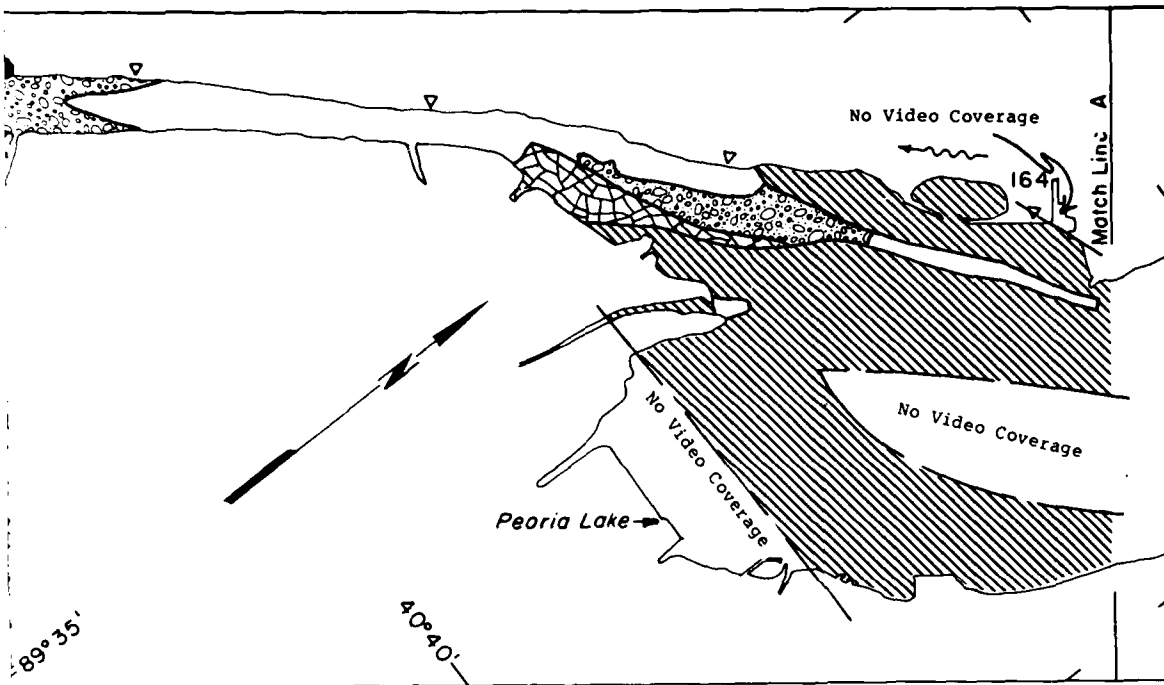 No Video Coverage
164
Match Line A
No Video Coverage
No Video Coverage
Peoria Lake
40°40'
89°35'